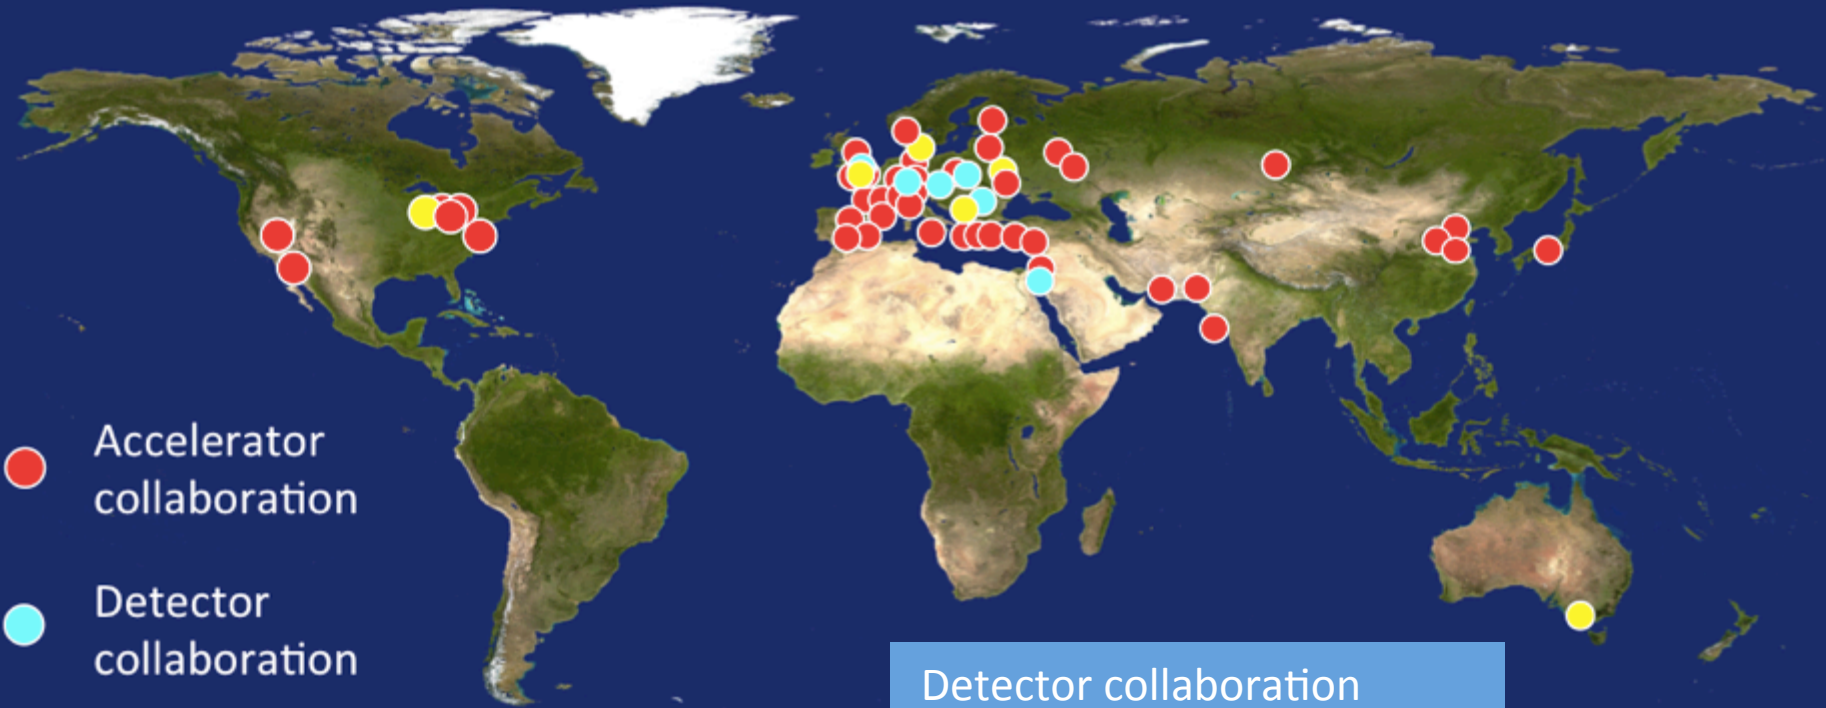 Accelerator
collaboration
Detector
collaboration
Detector collaboration